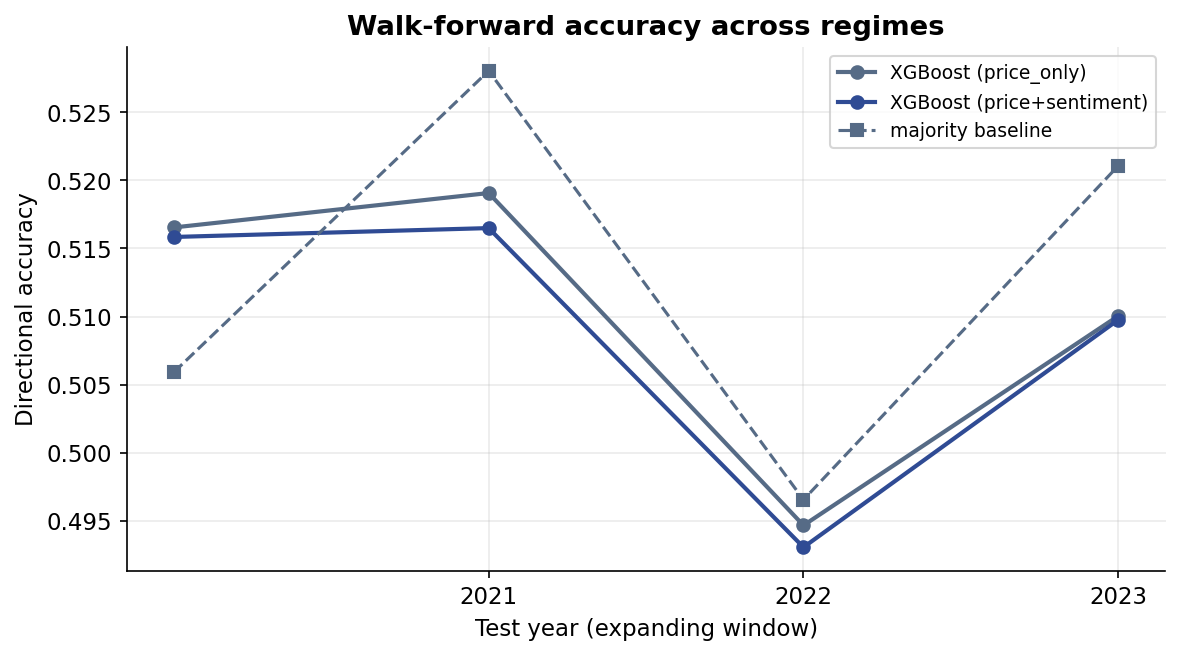 Walk-forward accuracy across regimes
XGBoost (price_only)
XGBoost (price+sentiment)
majority baseline
Directional accuracy
0.525
0.520
0.515
0.510
0.505
0.500
0.495
2021
2022
2023
Test year (expanding window)